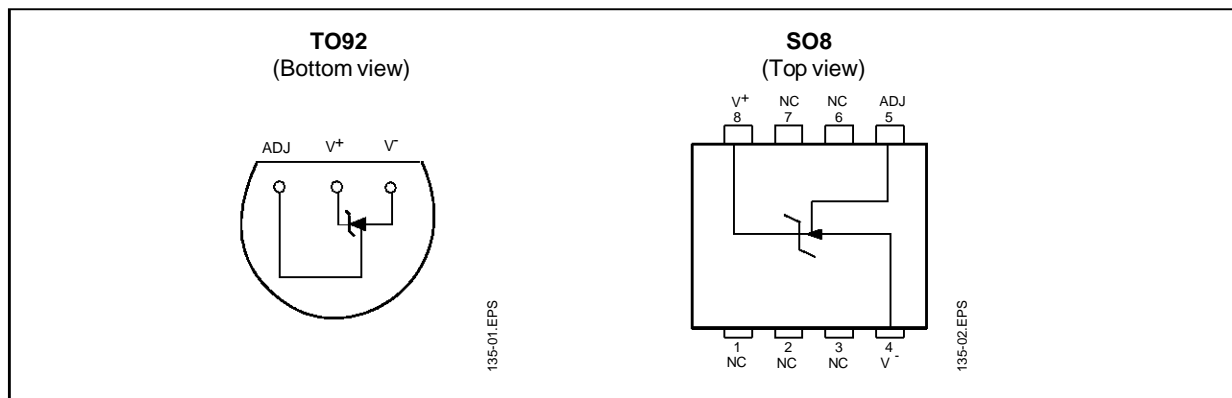 TO92
(Bottom view)
ADJ V+ V-
135-01.EPS
SO8
(Top view)
V+ NC NC ADJ
8 7 6 5
1 2 3 4
NC NC NC V -
135-02.EPS